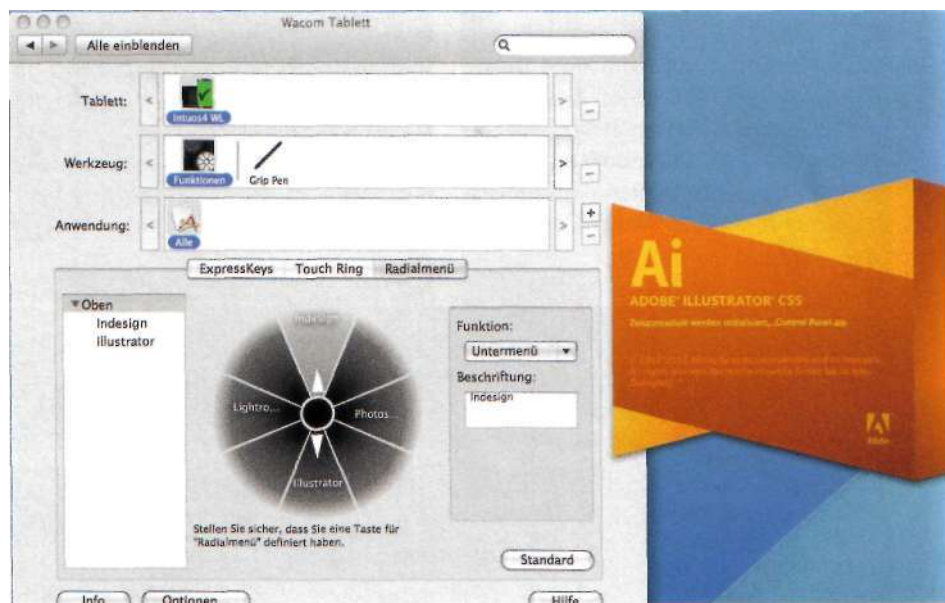 Wacom Tablett
Alle einblenden
Tablett:
Intuos4 WL
Werkzeug:
Funktionen
Grip Pen
Anwendung:
Alle
ExpressKeys
Touch Ring
Radialmenü
Oben
Indesign
Illustrator
Indesign
Lightro...
Photos...
Illustrator
Stellen Sie sicher, dass Sie eine Taste für
"Radialmenü" definiert haben.
Funktion:
Untermenü
Beschriftung:
Indesign
Standard
Info
Optionen
Hilfe
Ai
ADOBE® ILLUSTRATOR® CS5
Adobe